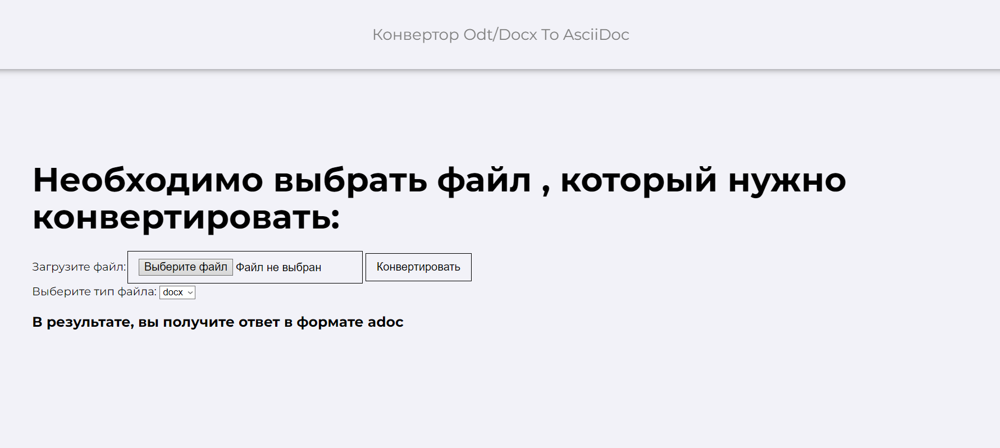 Конвертор Odt/Docx To AsciiDoc
Необходимо выбрать файл , который нужно
конвертировать:
Загрузите файл: Выберите файл Файл не выбран Конвертировать
Выберите тип файла: docx
В результате, вы получите ответ в формате adoc